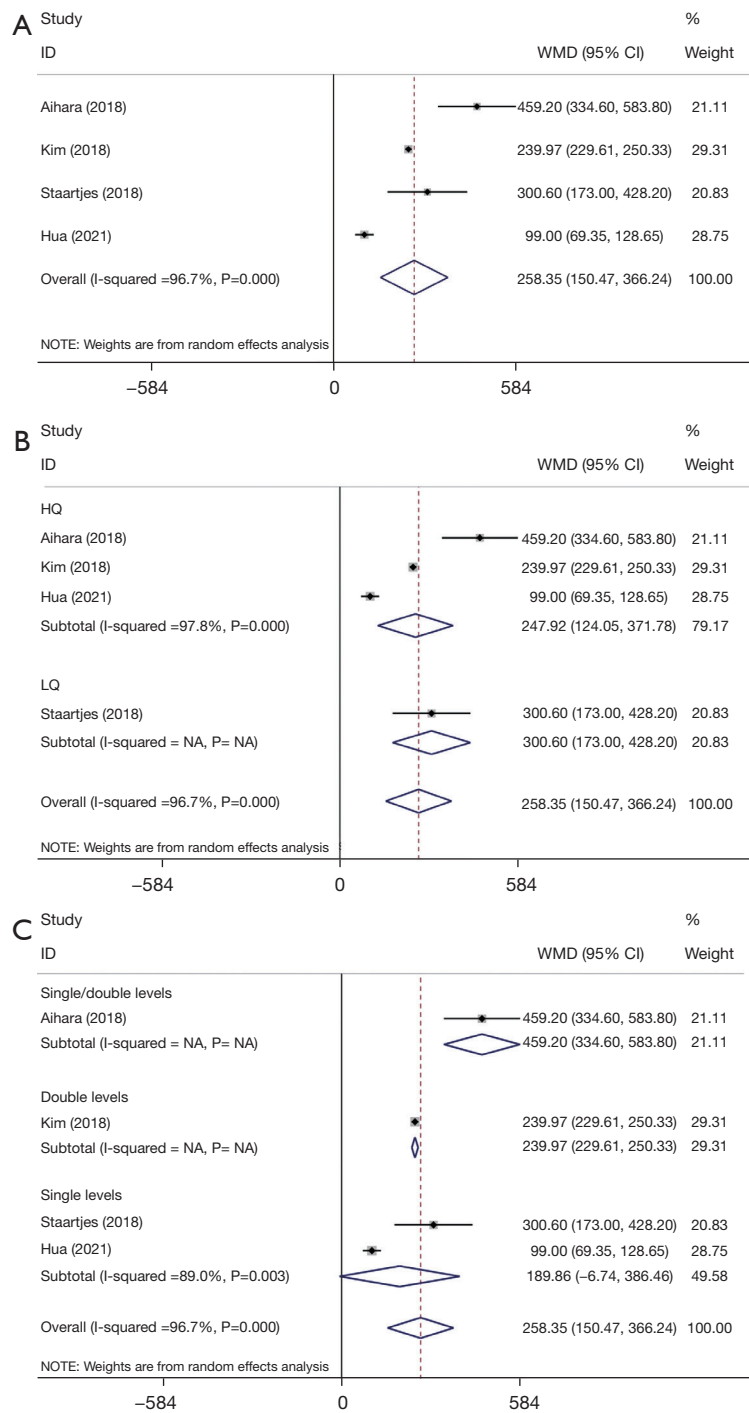 A
Study %
ID WMD (95% CI) Weight
Aihara (2018) 459.20 (334.60, 583.80) 21.11
Kim (2018) 239.97 (229.61, 250.33) 29.31
Staartjes (2018) 300.60 (173.00, 428.20) 20.83
Hua (2021) 99.00 (69.35, 128.65) 28.75
Overall (I-squared =96.7%, P=0.000) 258.35 (150.47, 366.24) 100.00
NOTE: Weights are from random effects analysis
−584 0 584
B
Study %
ID WMD (95% CI) Weight
HQ
Aihara (2018) 459.20 (334.60, 583.80) 21.11
Kim (2018) 239.97 (229.61, 250.33) 29.31
Hua (2021) 99.00 (69.35, 128.65) 28.75
Subtotal (I-squared =97.8%, P=0.000) 247.92 (124.05, 371.78) 79.17
LQ
Staartjes (2018) 300.60 (173.00, 428.20) 20.83
Subtotal (I-squared = NA, P= NA) 300.60 (173.00, 428.20) 20.83
Overall (I-squared =96.7%, P=0.000) 258.35 (150.47, 366.24) 100.00
NOTE: Weights are from random effects analysis
−584 0 584
C
Study %
ID WMD (95% CI) Weight
Single/double levels
Aihara (2018) 459.20 (334.60, 583.80) 21.11
Subtotal (I-squared = NA, P= NA) 459.20 (334.60, 583.80) 21.11
Double levels
Kim (2018) 239.97 (229.61, 250.33) 29.31
Subtotal (I-squared = NA, P= NA) 239.97 (229.61, 250.33) 29.31
Single levels
Staartjes (2018) 300.60 (173.00, 428.20) 20.83
Hua (2021) 99.00 (69.35, 128.65) 28.75
Subtotal (I-squared =89.0%, P=0.003) 189.86 (−6.74, 386.46) 49.58
Overall (I-squared =96.7%, P=0.000) 258.35 (150.47, 366.24) 100.00
NOTE: Weights are from random effects analysis
−584 0 584